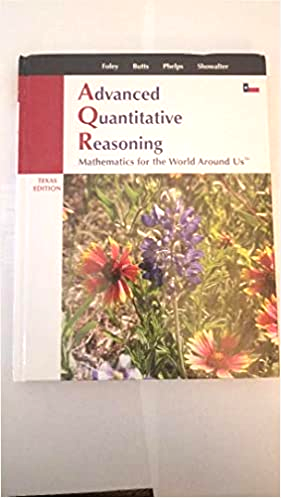 Foley Butts Phelps Showalter
Advanced
Quantitative
Reasoning
Mathematics for the World Around Us™
TEXAS
EDITION